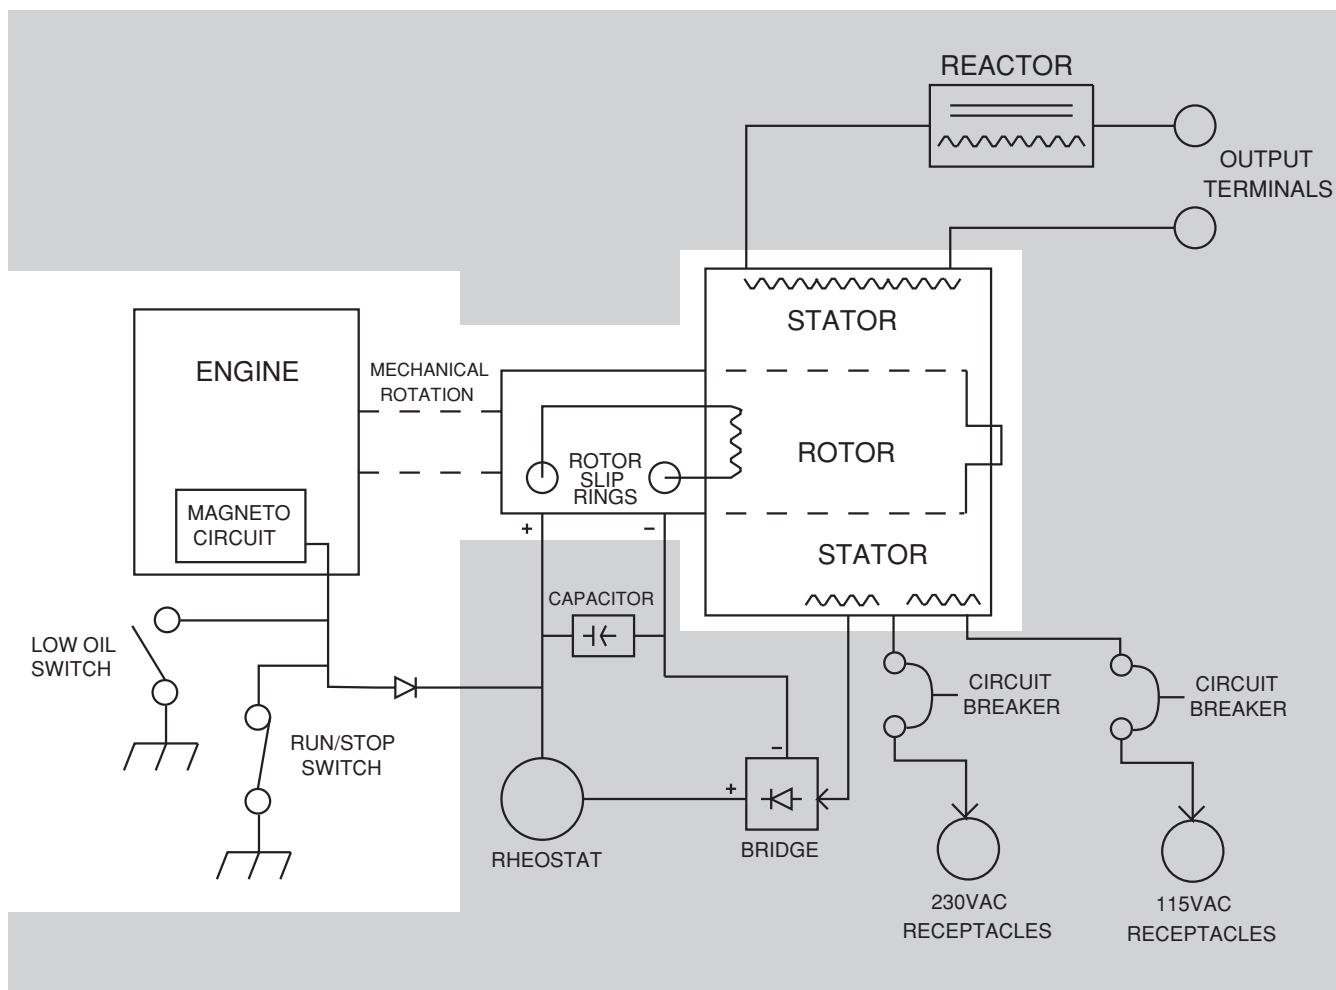 REACTOR
OUTPUT
TERMINALS
STATOR
ENGINE
MECHANICAL
ROTATION
ROTOR
SLIP
RINGS
ROTOR
MAGNETO
CIRCUIT
+
–
STATOR
CAPACITOR
LOW OIL
SWITCH
CIRCUIT
BREAKER
CIRCUIT
BREAKER
RUN/STOP
SWITCH
–
+
RHEOSTAT
BRIDGE
230VAC
RECEPTACLES
115VAC
RECEPTACLES